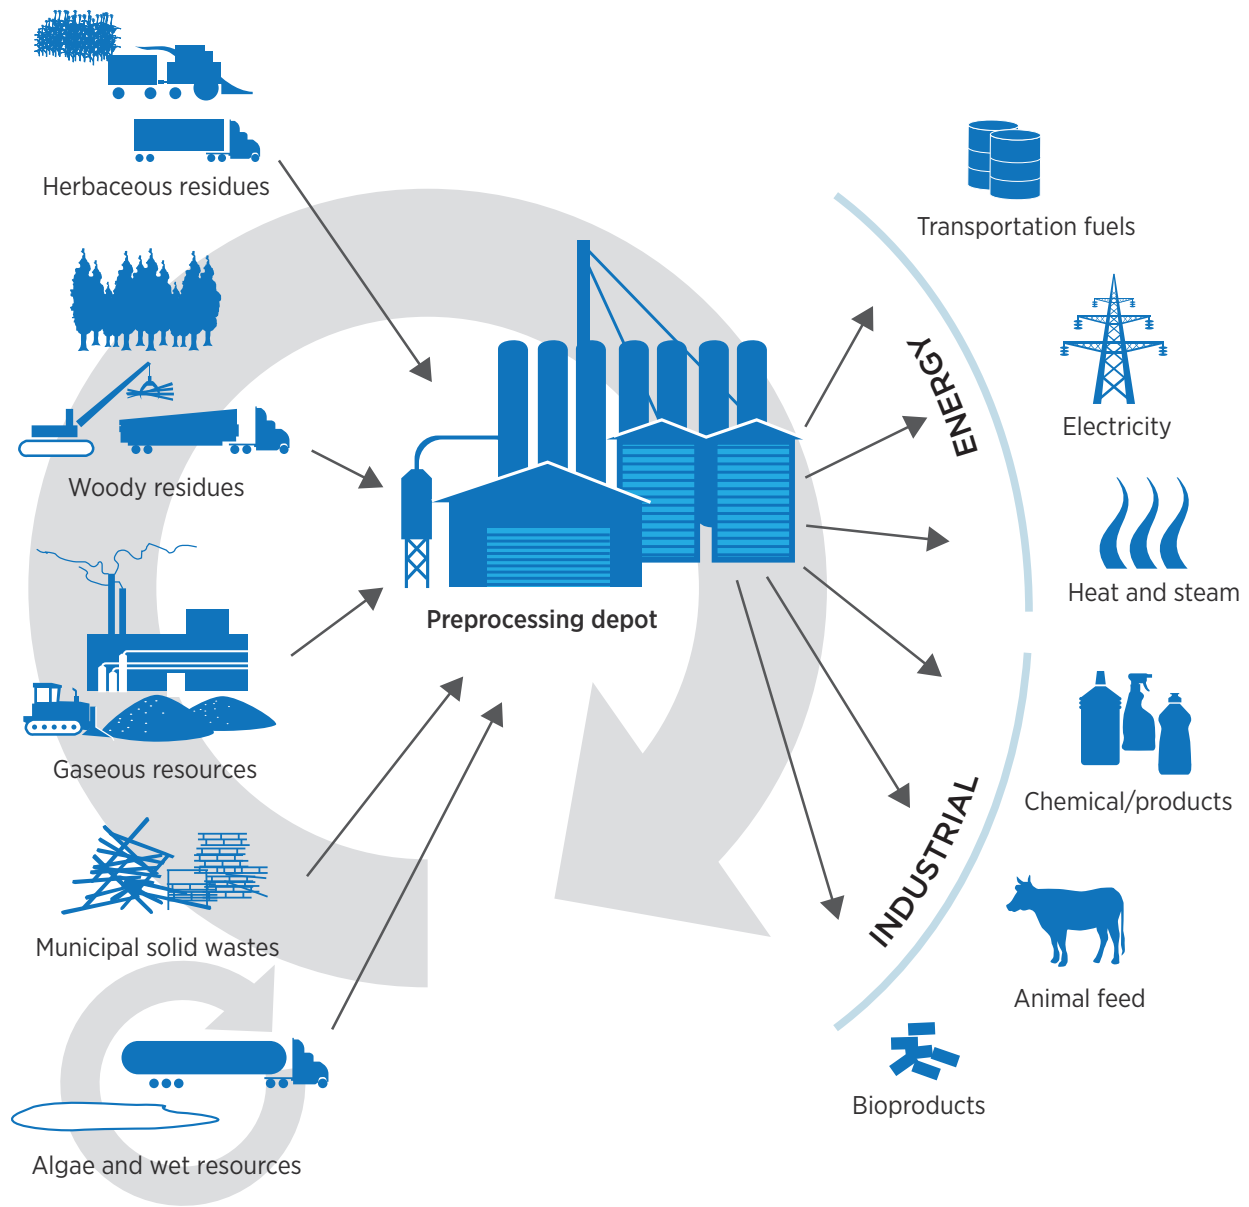 Herbaceous residues
Woody residues
Gaseous resources
Municipal solid wastes
Algae and wet resources
Preprocessing depot
ENERGY
INDUSTRIAL
Transportation fuels
Electricity
Heat and steam
Chemical/products
Animal feed
Bioproducts